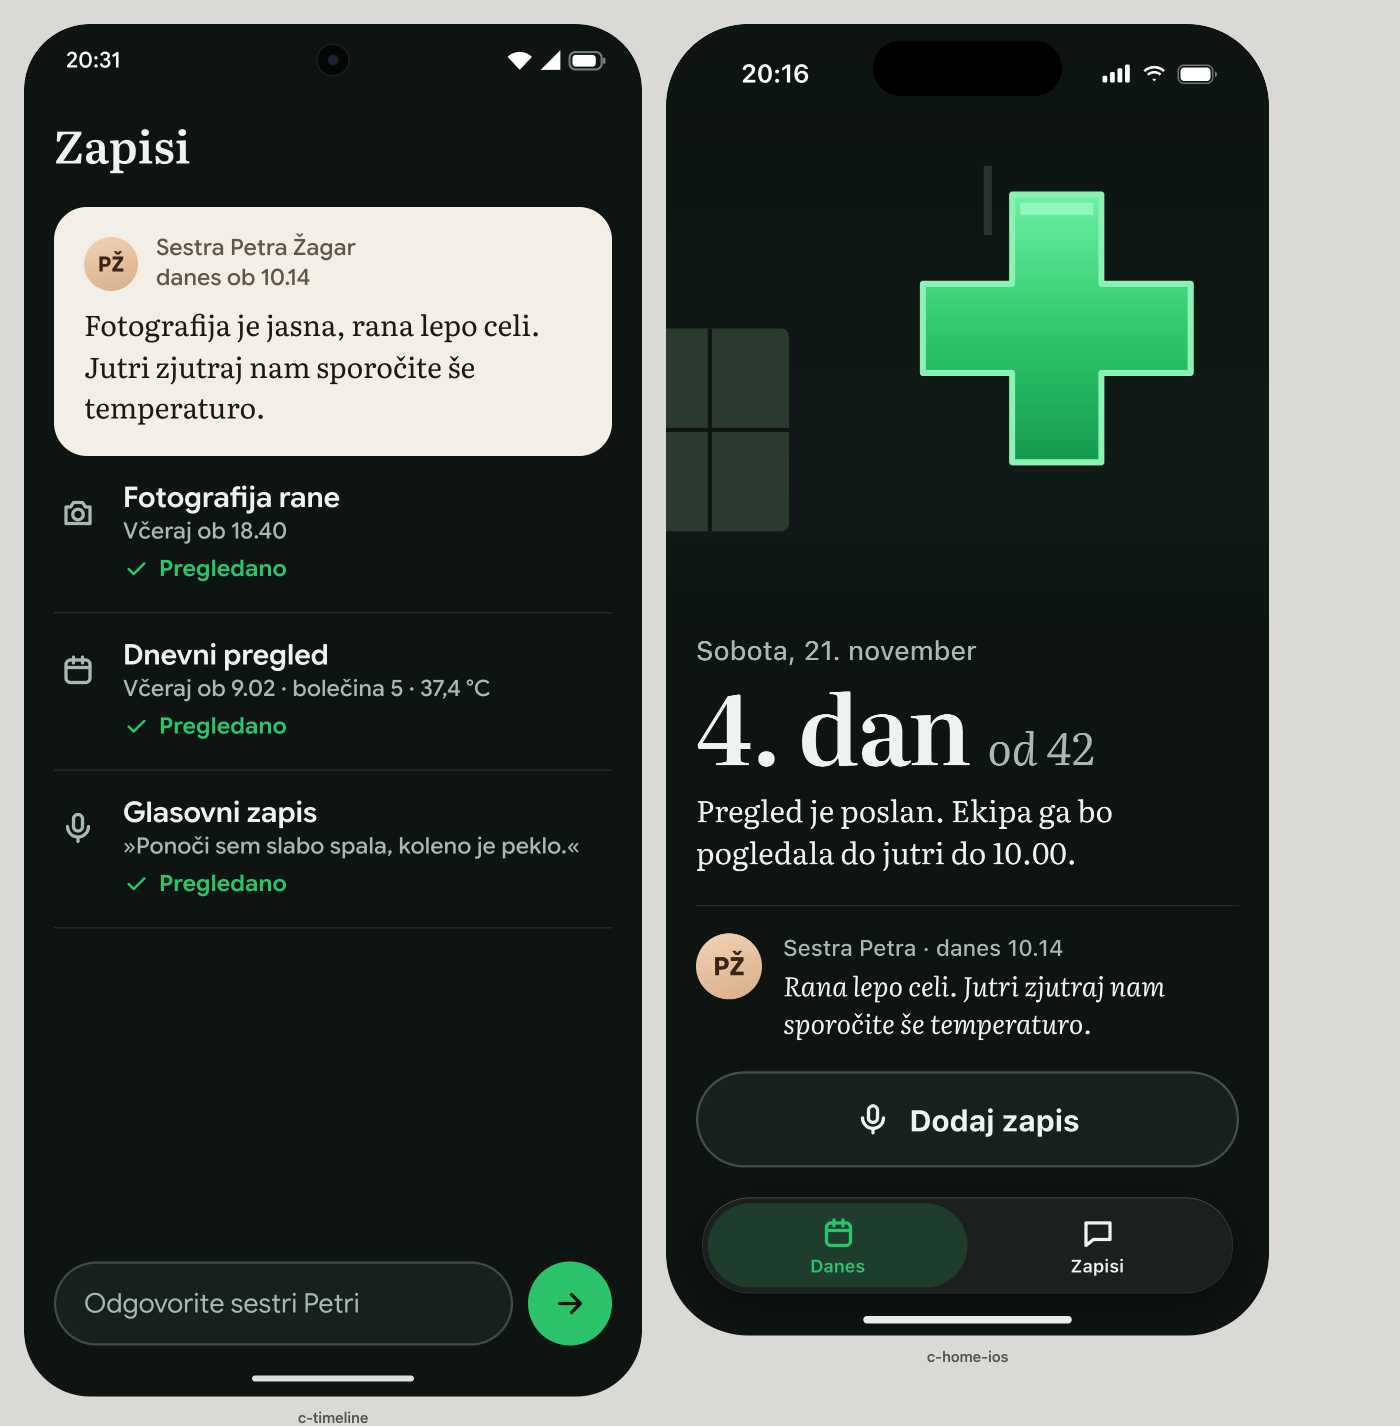 20:31
Zapisi
PŽ
Sestra Petra Žagar
danes ob 10.14
Fotografija je jasna, rana lepo celi.
Jutri zjutraj nam sporočite še
temperaturo.
Fotografija rane
Včeraj ob 18.40
Pregledano
Dnevni pregled
Včeraj ob 9.02 · bolečina 5 · 37,4 °C
Pregledano
Glasovni zapis
»Ponoči sem slabo spala, koleno je peklo.«
Pregledano
Odgovorite sestri Petri
c-timeline
20:16
Sobota, 21. november
4. dan od 42
Pregled je poslan. Ekipa ga bo
pogledala do jutri do 10.00.
PŽ
Sestra Petra · danes 10.14
Rana lepo celi. Jutri zjutraj nam
sporočite še temperaturo.
Dodaj zapis
Danes
Zapisi
c-home-ios